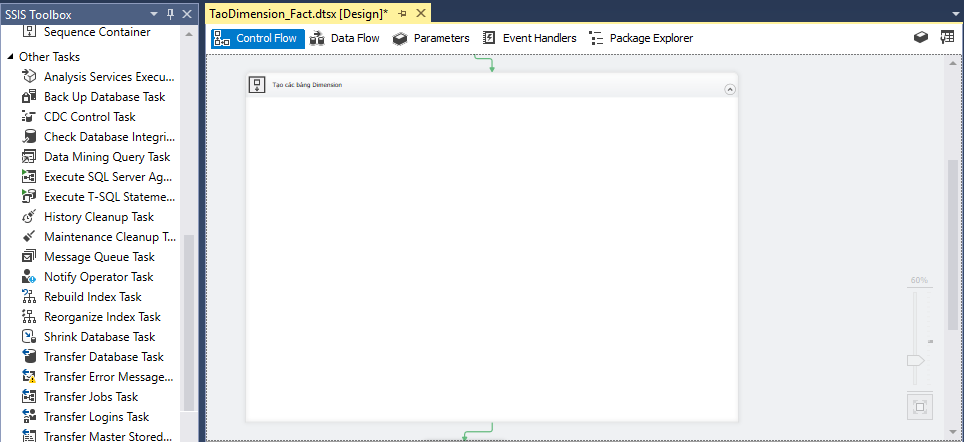 SSIS Toolbox
Sequence Container
Other Tasks
Analysis Services Execu...
Back Up Database Task
CDC Control Task
Check Database Integri...
Data Mining Query Task
Execute SQL Server Ag...
Execute T-SQL Stateme...
History Cleanup Task
Maintenance Cleanup T...
Message Queue Task
Notify Operator Task
Rebuild Index Task
Reorganize Index Task
Shrink Database Task
Transfer Database Task
Transfer Error Message...
Transfer Jobs Task
Transfer Logins Task
Transfer Master Stored...
TaoDimension_Fact.dtsx [Design]*
Control Flow
Data Flow
Parameters
Event Handlers
Package Explorer
Tạo các bảng Dimension
60%